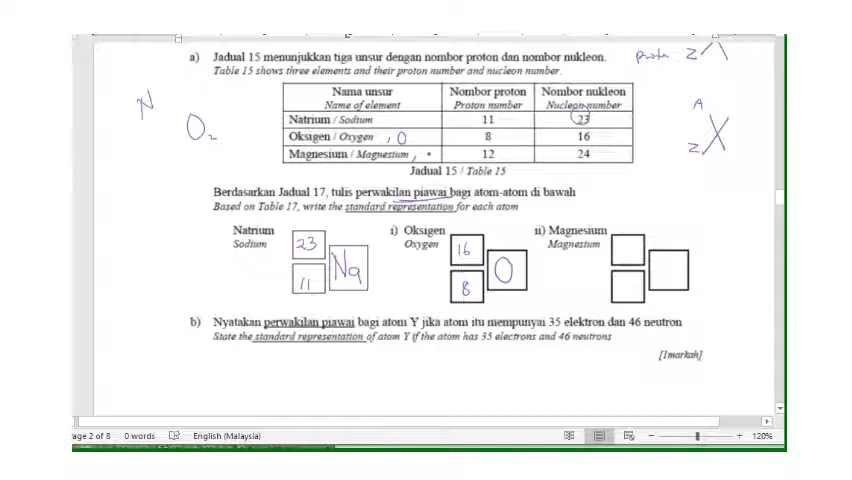 a) Jadual 15 menunjukkan tiga unsur dengan nombor proton dan nombor nukleon.
Table 15 shows three elements and their proton number and nucleon number.
proton Z
N
O2
A
Z X
Nama unsur Nombor proton Nombor nukleon
Name of element Proton number Nucleon number
Natrium / Sodium 11 23
Oksigen / Oxygen , O 8 16
Magnesium / Magnesium , 12 24
Jadual 15 / Table 15
Berdasarkan Jadual 17, tulis perwakilan piawai bagi atom-atom di bawah
Based on Table 17, write the standard representation for each atom
Natrium i) Oksigen ii) Magnesium
Sodium Oxygen Magnesium
23 16
Na O
11 8
b) Nyatakan perwakilan piawai bagi atom Y jika atom itu mempunyai 35 elektron dan 46 neutron
State the standard representation of atom Y if the atom has 35 electrons and 46 neutrons
[1markah]
age 2 of 8 0 words English (Malaysia) 120%